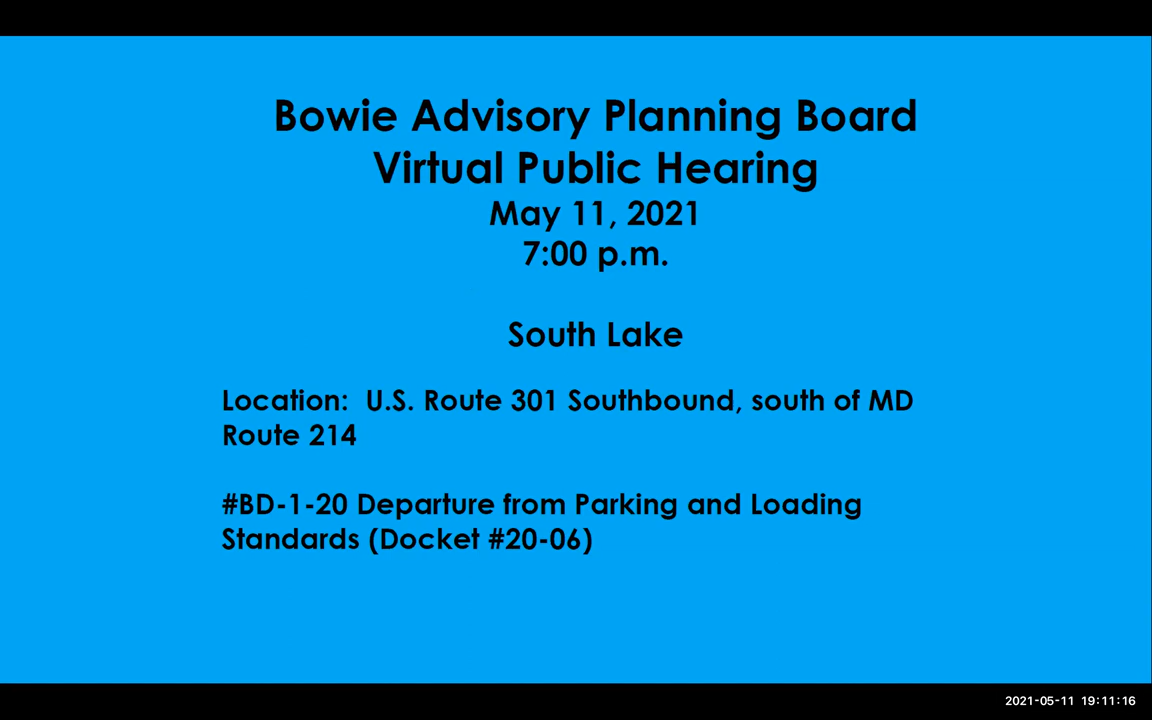 Bowie Advisory Planning Board
Virtual Public Hearing
May 11, 2021
7:00 p.m.
South Lake
Location:  U.S. Route 301 Southbound, south of MD
Route 214
#BD-1-20 Departure from Parking and Loading
Standards (Docket #20-06)
2021-05-11 19:11:16